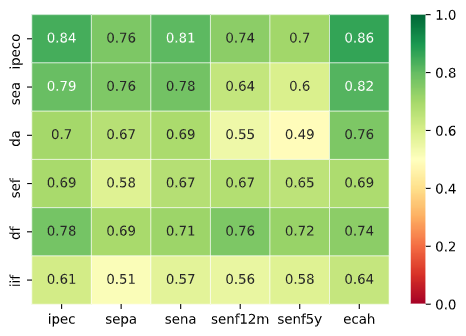 ipeco 0.84 0.76 0.81 0.74 0.7 0.86
sea 0.79 0.76 0.78 0.64 0.6 0.82
da 0.7 0.67 0.69 0.55 0.49 0.76
sef 0.69 0.58 0.67 0.67 0.65 0.69
df 0.78 0.69 0.71 0.76 0.72 0.74
iif 0.61 0.51 0.57 0.56 0.58 0.64
ipec sepa sena senf12m senf5y ecah
1.0
0.8
0.6
0.4
0.2
0.0